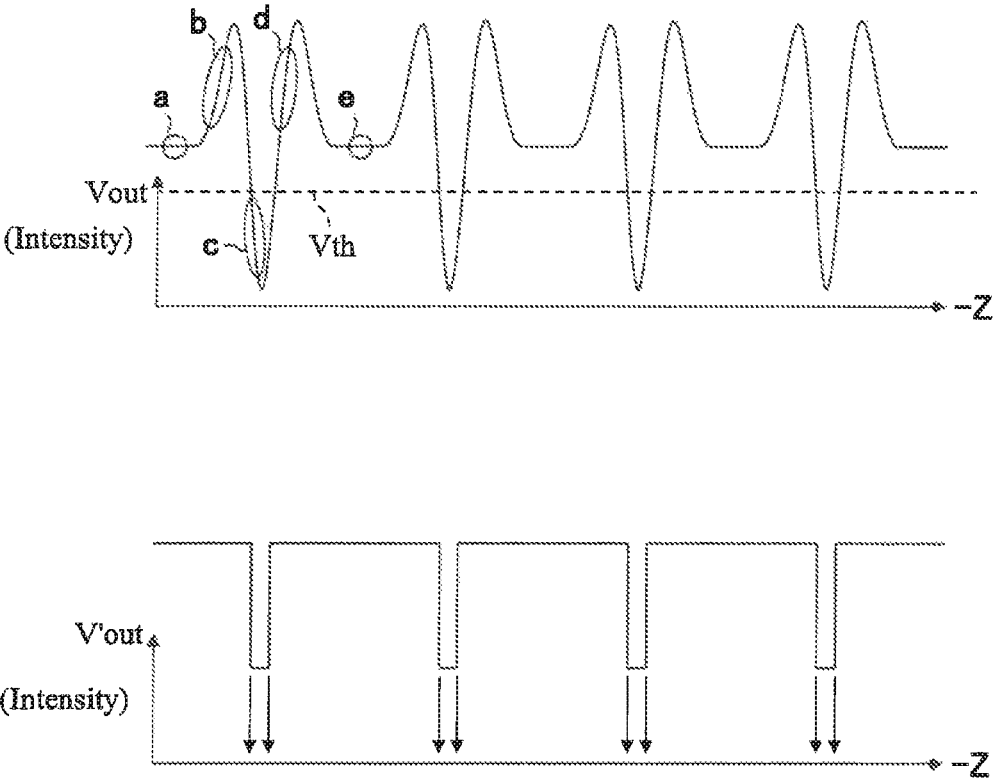 b
d
a
e
Vout
(Intensity)
c
Vth
–Z
V'out
(Intensity)
–Z